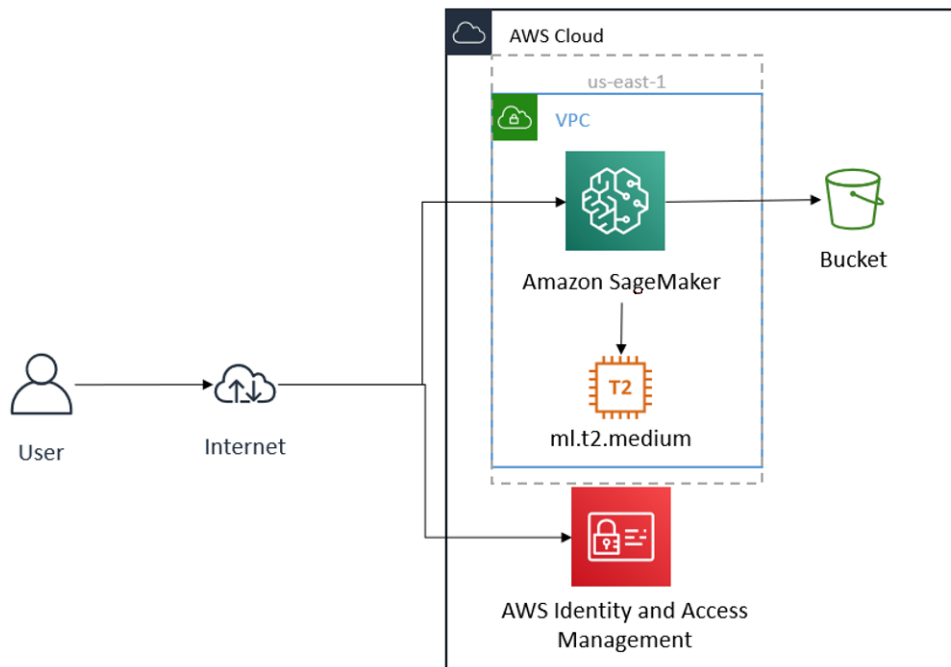 AWS Cloud
us-east-1
VPC
Amazon SageMaker
Bucket
T2
ml.t2.medium
User
Internet
AWS Identity and Access
Management